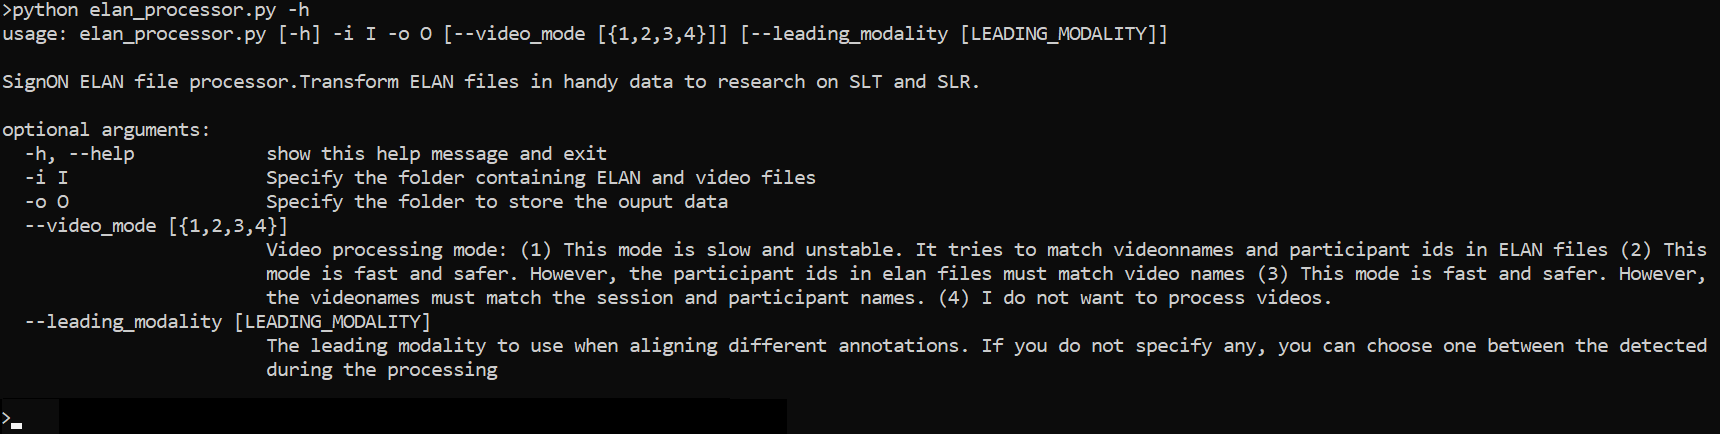 >python elan_processor.py -h
usage: elan_processor.py [-h] -i I -o O [--video_mode [{1,2,3,4}]] [--leading_modality [LEADING_MODALITY]]
SignON ELAN file processor.Transform ELAN files in handy data to research on SLT and SLR.
optional arguments:
-h, --help show this help message and exit
-i I Specify the folder containing ELAN and video files
-o O Specify the folder to store the ouput data
--video_mode [{1,2,3,4}]
Video processing mode: (1) This mode is slow and unstable. It tries to match videonnames and participant ids in ELAN files (2) This
mode is fast and safer. However, the participant ids in elan files must match video names (3) This mode is fast and safer. However,
the videonames must match the session and participant names. (4) I do not want to process videos.
--leading_modality [LEADING_MODALITY]
The leading modality to use when aligning different annotations. If you do not specify any, you can choose one between the detected
during the processing
>